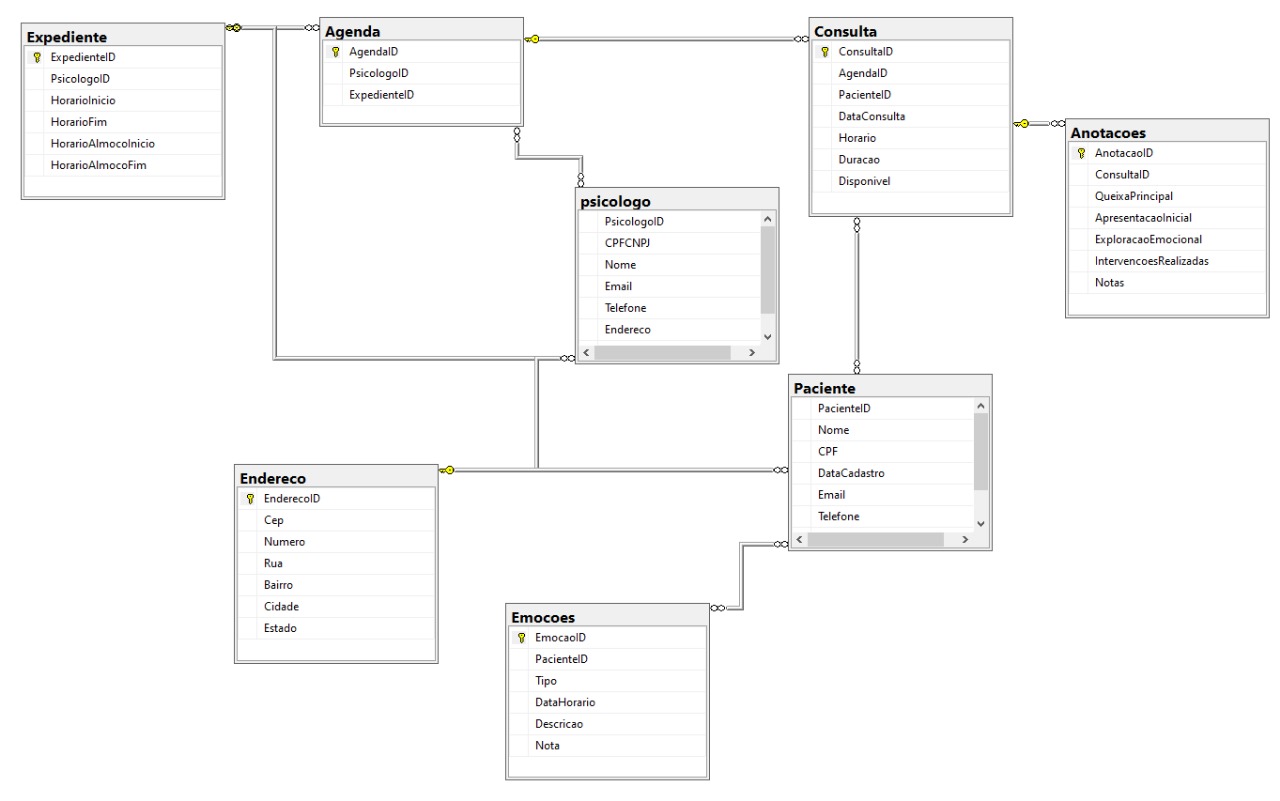 Expediente
ExpedienteID
PsicologoID
HorarioInicio
HorarioFim
HorarioAlmocoInicio
HorarioAlmocoFim
Agenda
AgendaID
PsicologoID
ExpedienteID
Consulta
ConsultaID
AgendaID
PacienteID
DataConsulta
Horario
Duracao
Disponivel
Anotacoes
AnotacaoID
ConsultaID
QueixaPrincipal
ApresentacaoInicial
ExploracaoEmocional
IntervencoesRealizadas
Notas
psicologo
PsicologoID
CPFCNPJ
Nome
Email
Telefone
Endereco
Paciente
PacienteID
Nome
CPF
DataCadastro
Email
Telefone
Endereco
EnderecoID
Cep
Numero
Rua
Bairro
Cidade
Estado
Emocoes
EmocaoID
PacienteID
Tipo
DataHorario
Descricao
Nota